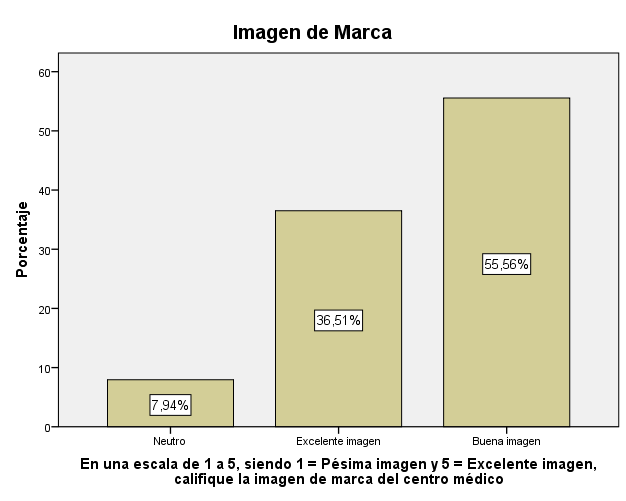 Imagen de Marca
Porcentaje
60
50
40
30
20
10
0
7,94%
36,51%
55,56%
Neutro
Excelente imagen
Buena imagen
En una escala de 1 a 5, siendo 1 = Pésima imagen y 5 = Excelente imagen,
califique la imagen de marca del centro médico